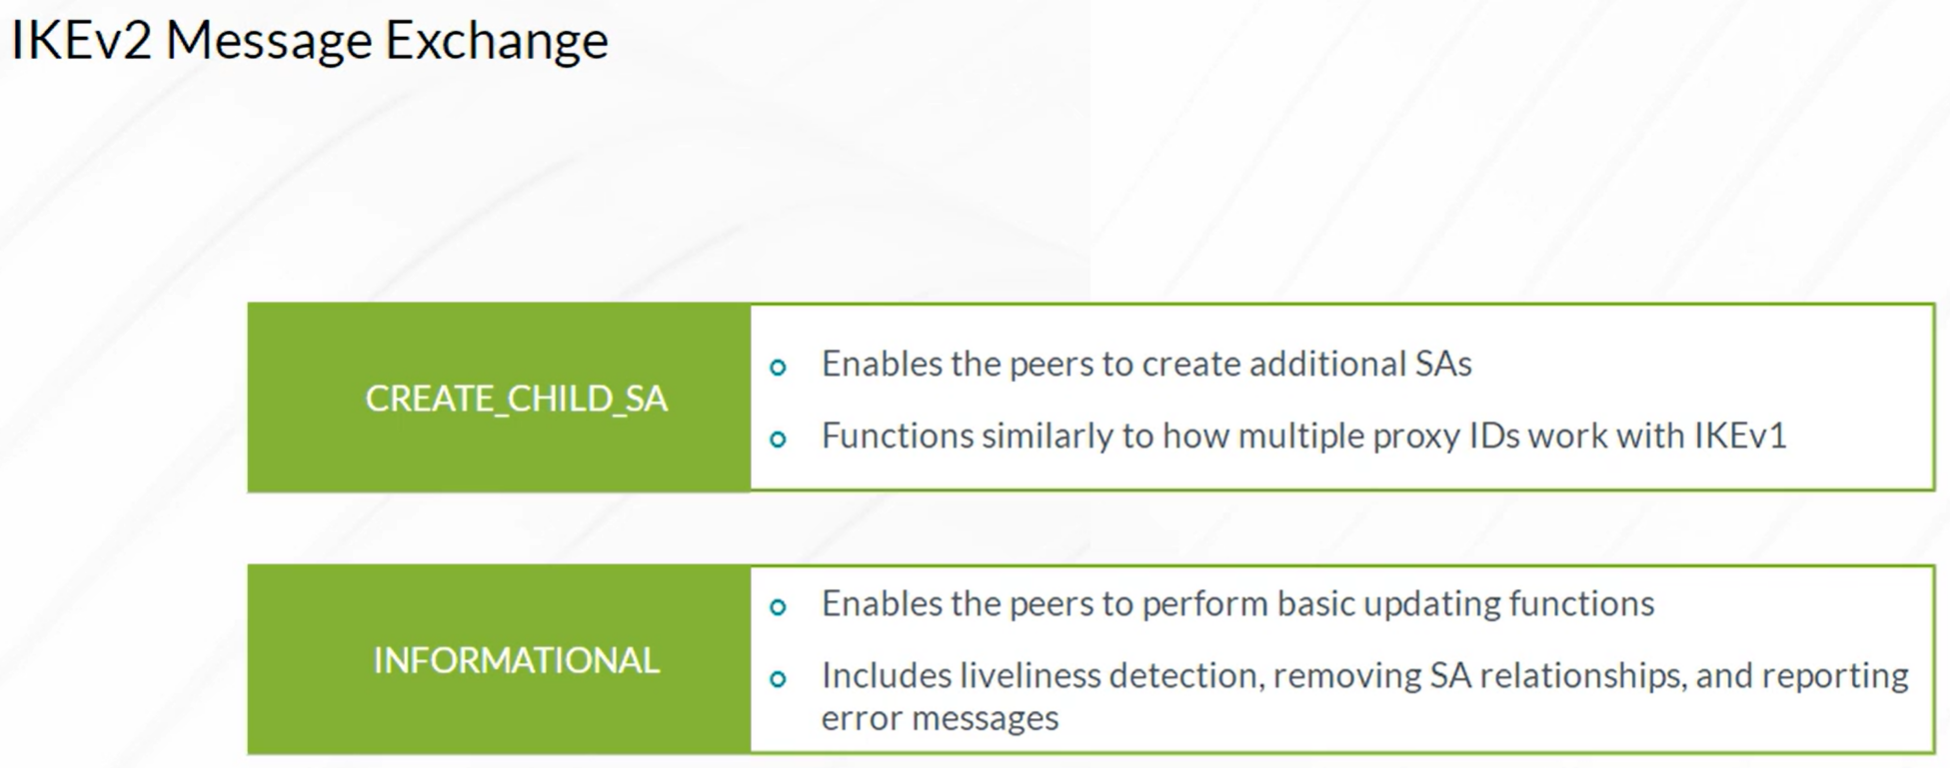 IKEv2 Message Exchange
CREATE_CHILD_SA
Enables the peers to create additional SAs
Functions similarly to how multiple proxy IDs work with IKEv1
INFORMATIONAL
Enables the peers to perform basic updating functions
Includes liveliness detection, removing SA relationships, and reporting
error messages